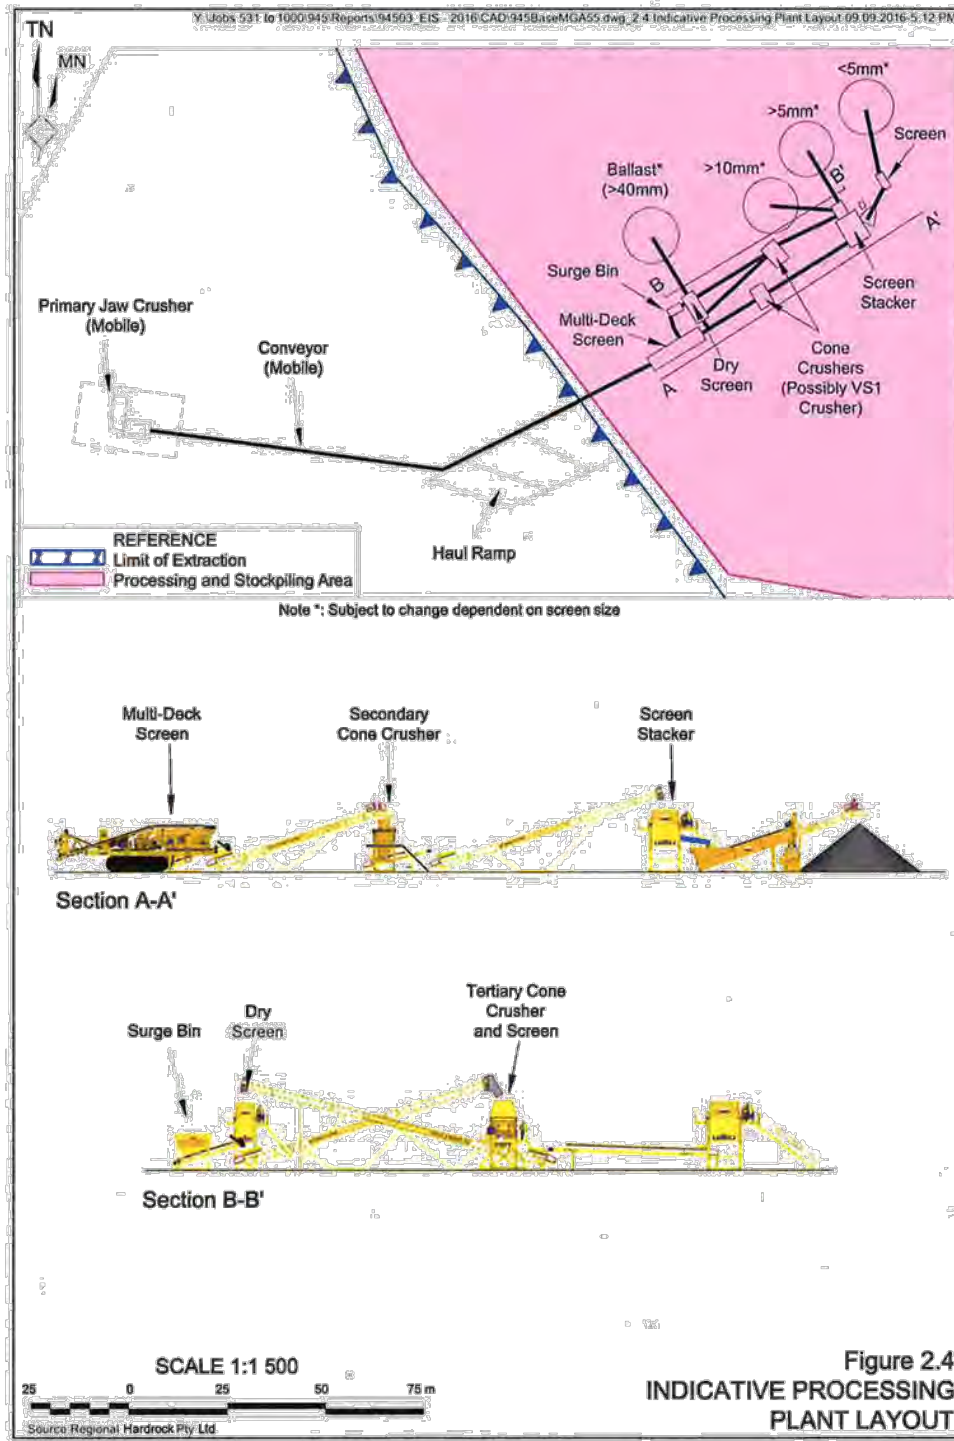 Y:\Jobs 531 to 1000\945\Reports\94503_EIS - 2016\CAD\945BaseMGA55.dwg_2.4 Indicative Processing Plant Layout-09.09.2016-5:12 PM
TN
MN
<5mm*
>5mm*
Screen
Ballast*
(>40mm)
>10mm*
B'
A'
Surge Bin
B
Screen
Stacker
Primary Jaw Crusher
(Mobile)
Multi-Deck
Screen
Conveyor
(Mobile)
A
Dry
Screen
Cone
Crushers
(Possibly VS1
Crusher)
Haul Ramp
REFERENCE
Limit of Extraction
Processing and Stockpiling Area
Note *: Subject to change dependent on screen size
Multi-Deck
Screen
Secondary
Cone Crusher
Screen
Stacker
Section A-A'
Surge Bin
Dry
Screen
Tertiary Cone
Crusher
and Screen
Section B-B'
SCALE 1:1 500
25 0 25 50 75 m
Source Regional Hardrock Pty Ltd
Figure 2.4
INDICATIVE PROCESSING
PLANT LAYOUT